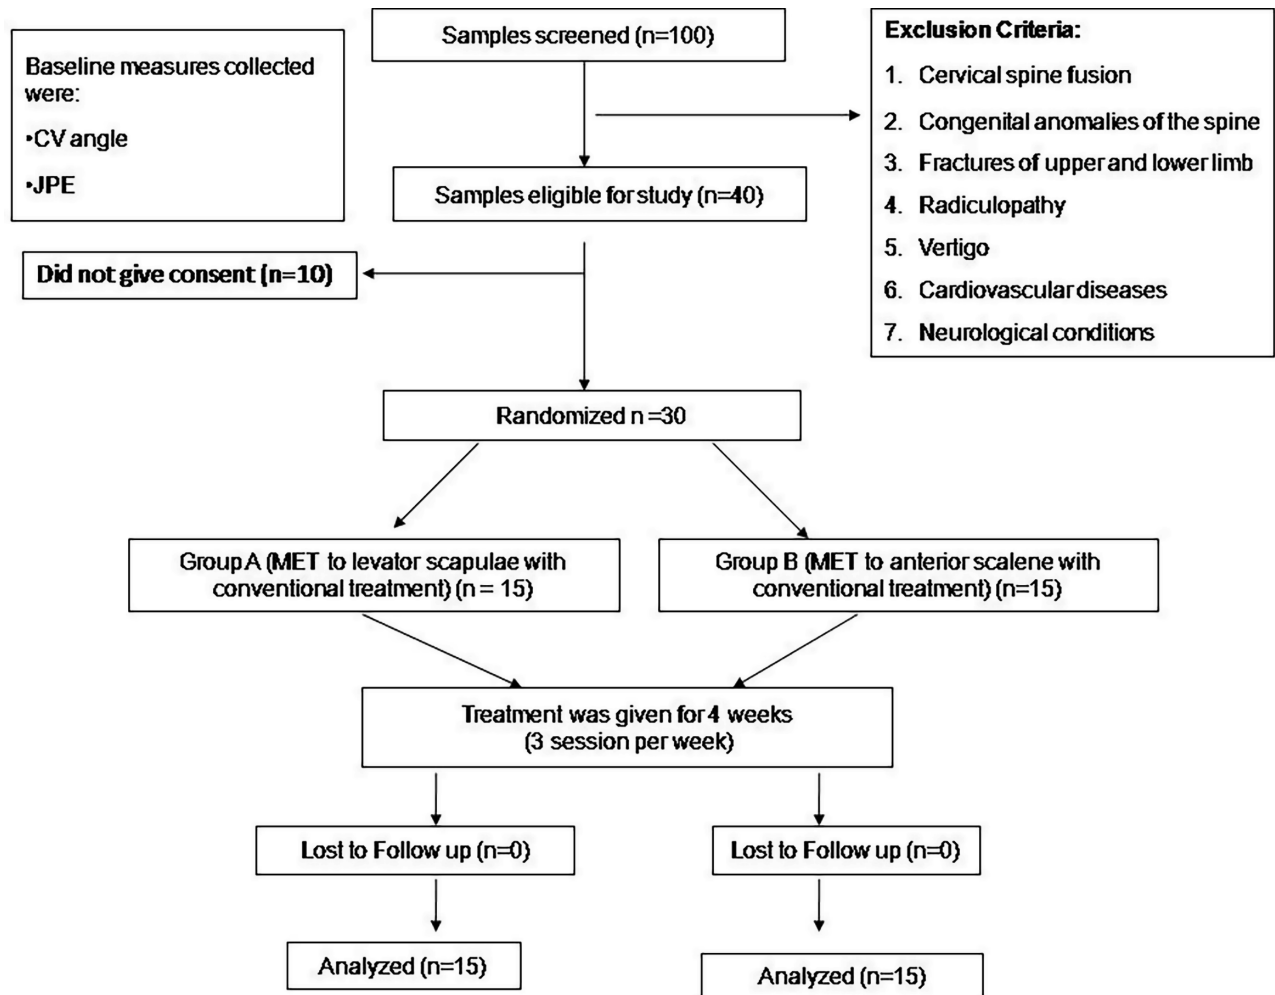 Samples screened (n=100)
Baseline measures collected
were:
•CV angle
•JPE
Exclusion Criteria:
1. Cervical spine fusion
2. Congenital anomalies of the spine
3. Fractures of upper and lower limb
4. Radiculopathy
5. Vertigo
6. Cardiovascular diseases
7. Neurological conditions
Samples eligible for study (n=40)
Did not give consent (n=10)
Randomized n =30
Group A (MET to levator scapulae with
conventional treatment) (n = 15)
Group B (MET to anterior scalene with
conventional treatment) (n=15)
Treatment was given for 4 weeks
(3 session per week)
Lost to Follow up (n=0)
Lost to Follow up (n=0)
Analyzed (n=15)
Analyzed (n=15)